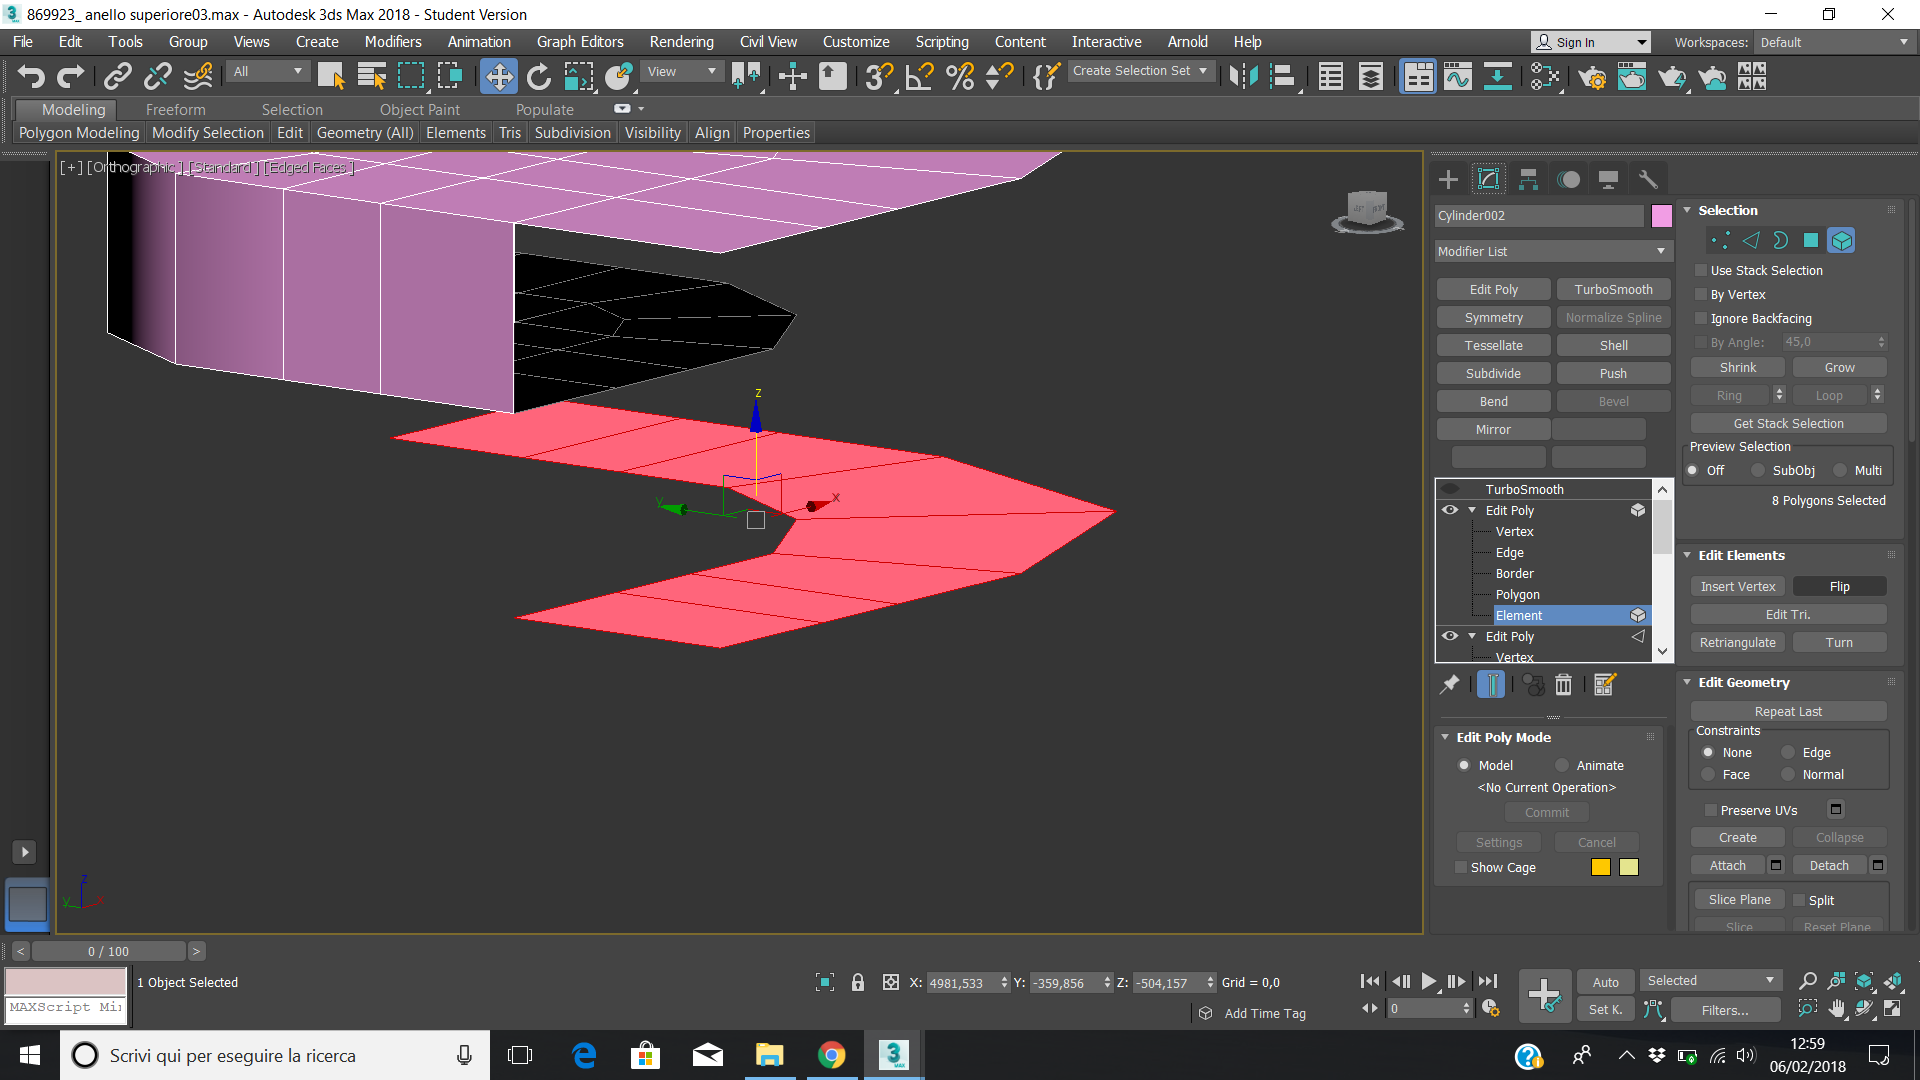 869923_ anello superiore03.max - Autodesk 3ds Max 2018 - Student Version
File Edit Tools Group Views Create Modifiers Animation Graph Editors Rendering Civil View Customize Scripting Content Interactive Arnold Help Sign In Workspaces: Default
All View Create Selection Set
Modeling Freeform Selection Object Paint Populate
Polygon Modeling Modify Selection Edit Geometry (All) Elements Tris Subdivision Visibility Align Properties
[+] [Orthographic ] [Standard ] [Edged Faces ]
z
x
y
z
y
x
Cylinder002
Modifier List
Edit Poly TurboSmooth
Symmetry Normalize Spline
Tessellate Shell
Subdivide Push
Bend Bevel
Mirror
TurboSmooth
Edit Poly
Vertex
Edge
Border
Polygon
Element
Edit Poly
Vertex
Edit Poly Mode
Model Animate
<No Current Operation>
Commit
Settings Cancel
Show Cage
Selection
Use Stack Selection
By Vertex
Ignore Backfacing
By Angle: 45,0
Shrink Grow
Ring Loop
Get Stack Selection
Preview Selection
Off SubObj Multi
8 Polygons Selected
Edit Elements
Insert Vertex Flip
Edit Tri.
Retriangulate Turn
Edit Geometry
Repeat Last
Constraints
None Edge
Face Normal
Preserve UVs
Create Collapse
Attach Detach
Slice Plane Split
Slice Reset Plane
< 0 / 100 >
1 Object Selected
MAXScript Mi
X: 4981,533 Y: -359,856 Z: -504,157 Grid = 0,0
Add Time Tag
0
Auto Selected
Set K. Filters...
Scrivi qui per eseguire la ricerca
3
MAX
12:59
06/02/2018